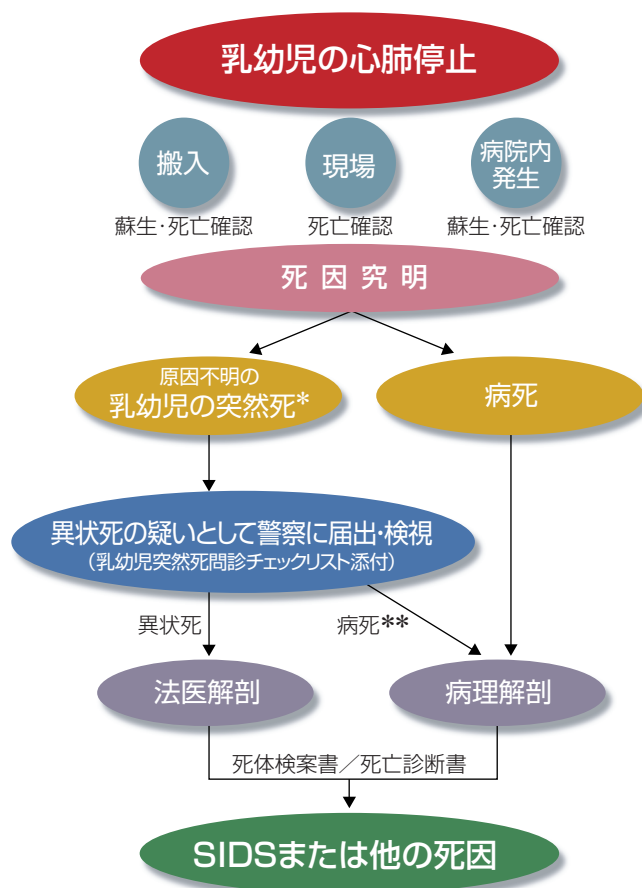 乳幼児の心肺停止
搬入
現場
病院内
発生
蘇生・死亡確認
死亡確認
蘇生・死亡確認
死因究明
原因不明の
乳幼児の突然死*
病死
異状死の疑いとして警察に届出・検視
（乳幼児突然死問診チェックリスト添付）
異状死
病死**
法医解剖
病理解剖
死体検案書／死亡診断書
SIDSまたは他の死因